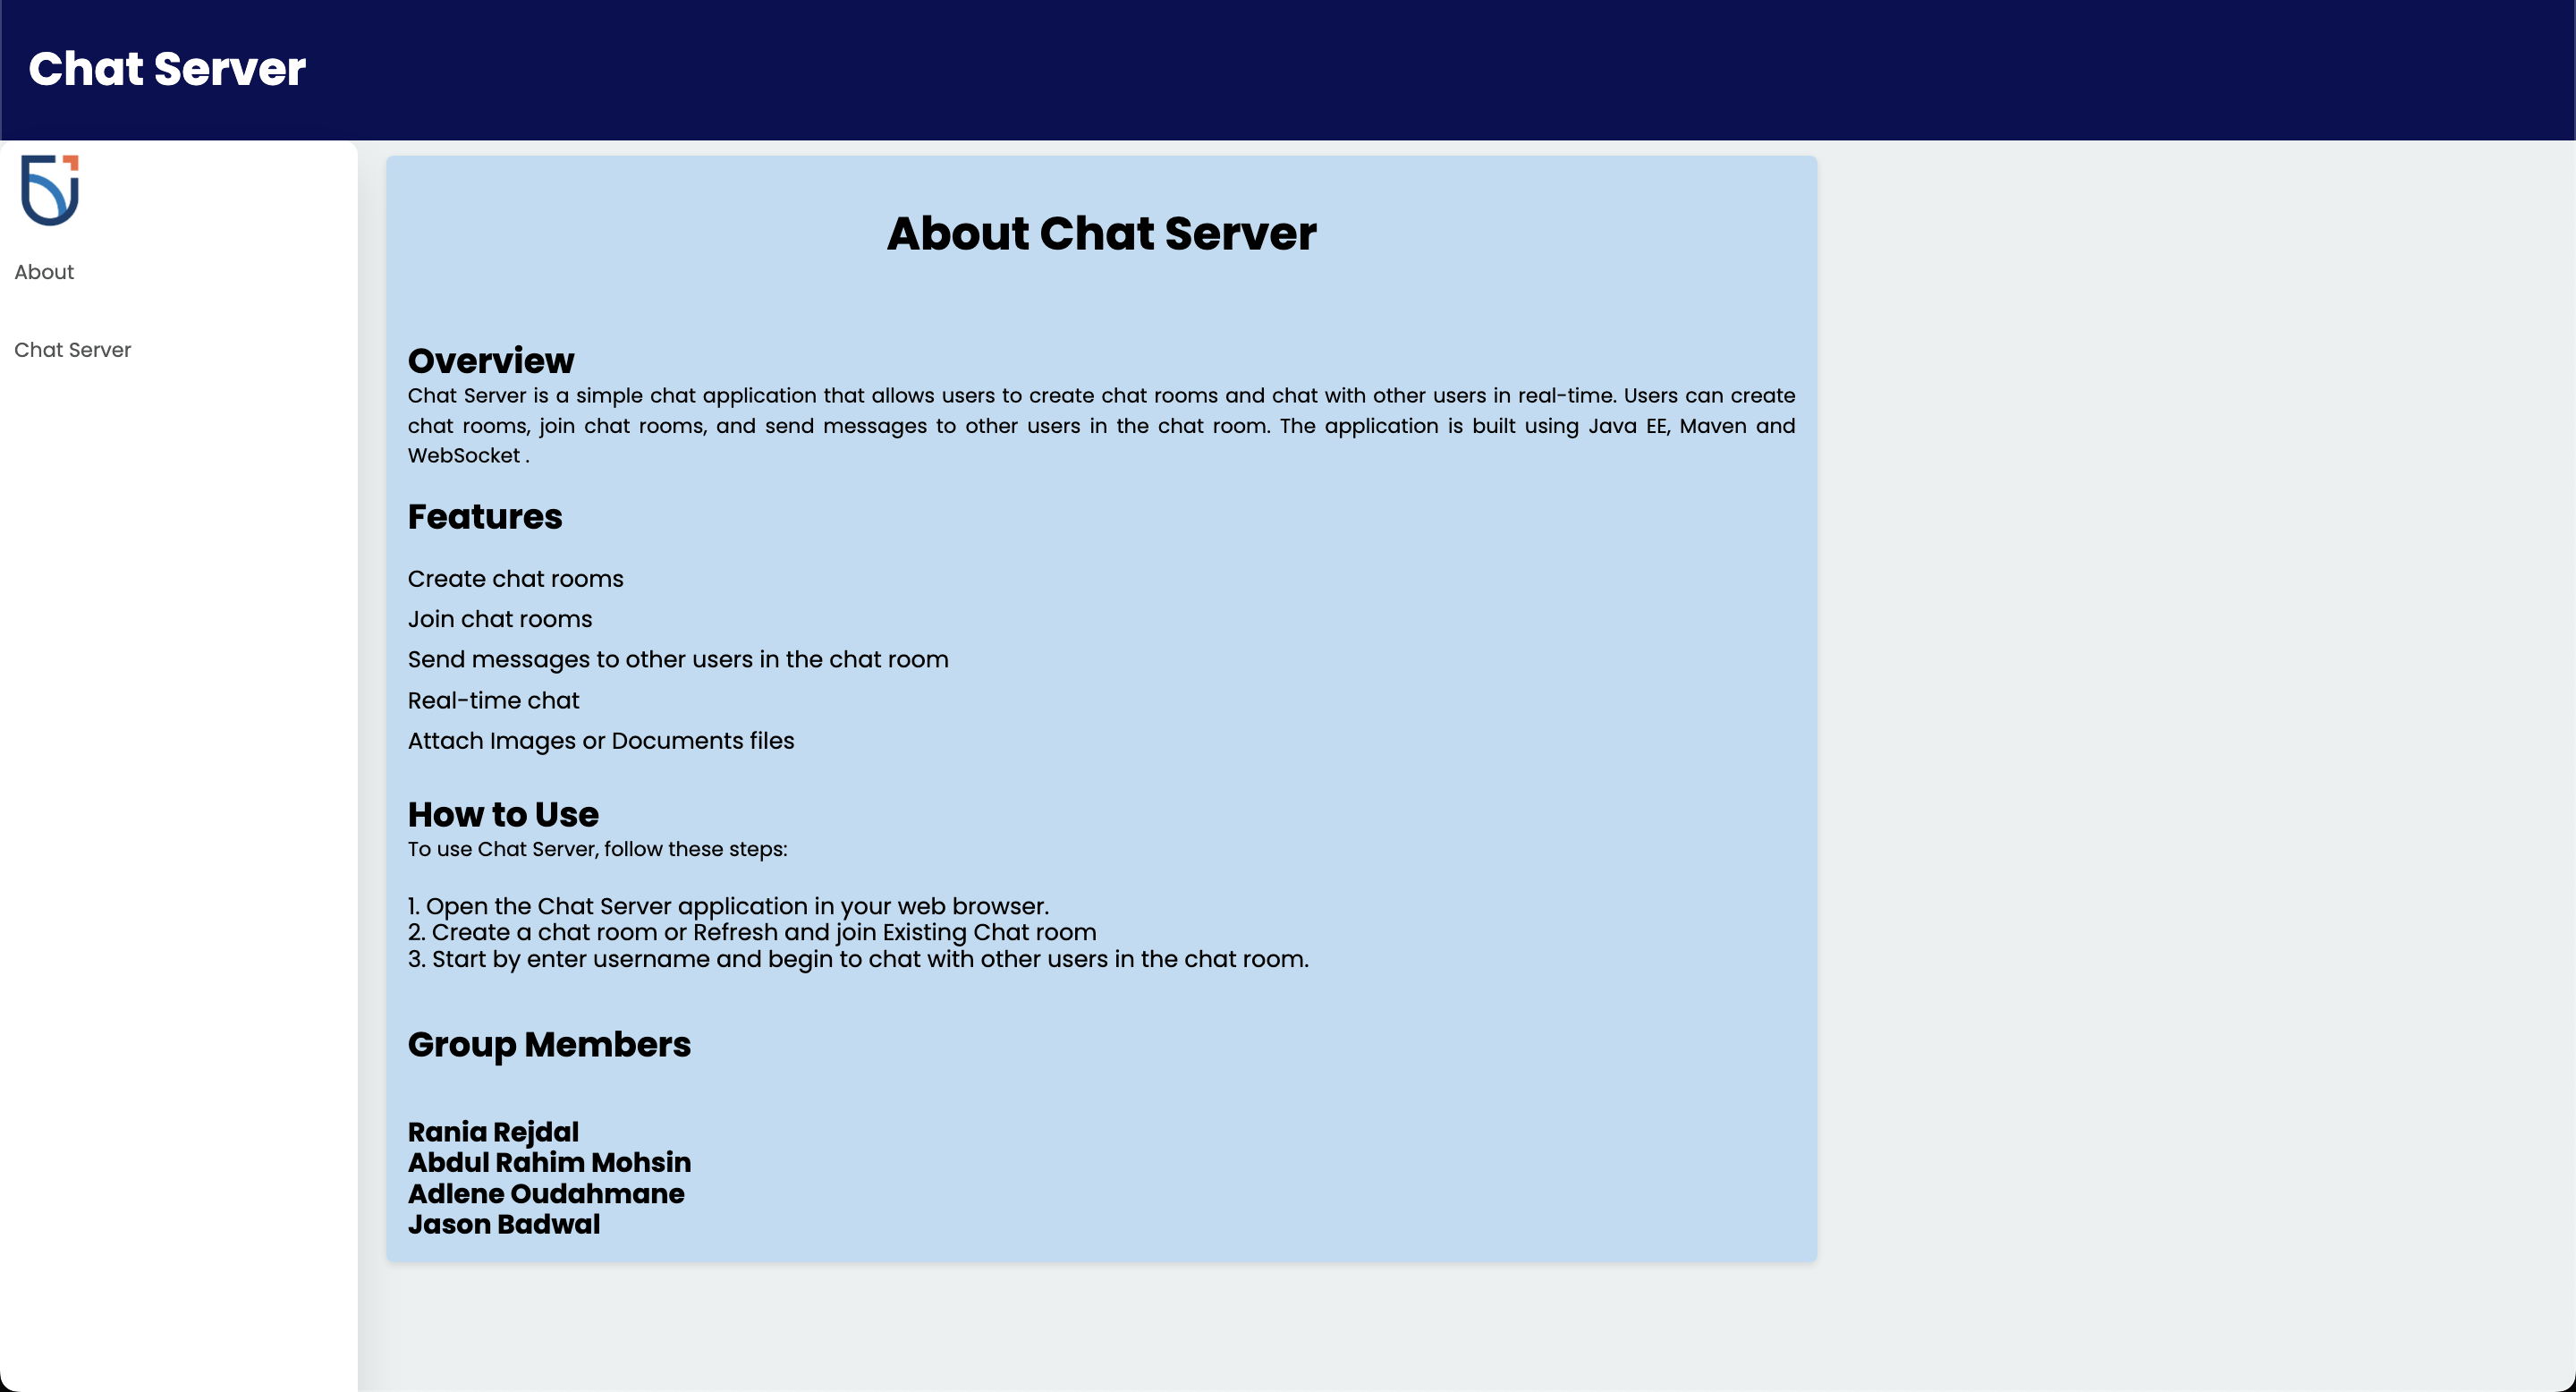 Chat Server
About
Chat Server
About Chat Server
Overview
Chat Server is a simple chat application that allows users to create chat rooms and chat with other users in real-time. Users can create
chat rooms, join chat rooms, and send messages to other users in the chat room. The application is built using Java EE, Maven and
WebSocket .
Features
Create chat rooms
Join chat rooms
Send messages to other users in the chat room
Real-time chat
Attach Images or Documents files
How to Use
To use Chat Server, follow these steps:
1. Open the Chat Server application in your web browser.
2. Create a chat room or Refresh and join Existing Chat room
3. Start by enter username and begin to chat with other users in the chat room.
Group Members
Rania Rejdal
Abdul Rahim Mohsin
Adlene Oudahmane
Jason Badwal